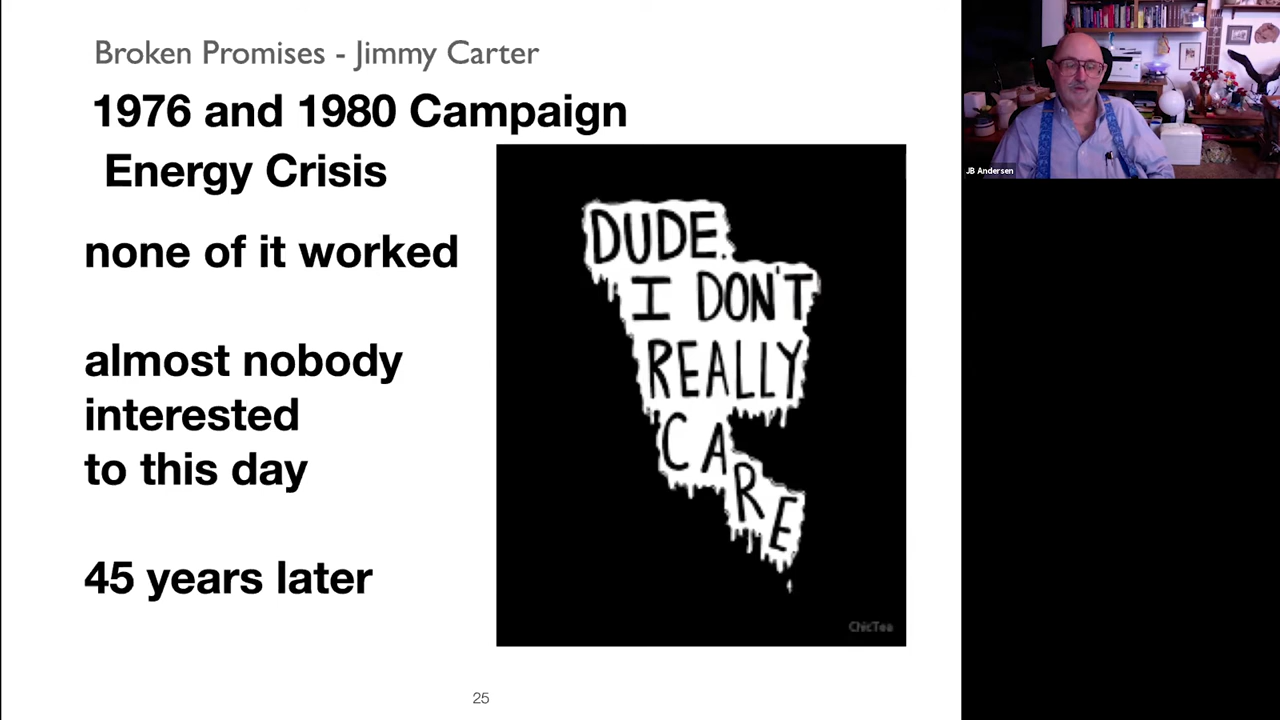 Broken Promises - Jimmy Carter
1976 and 1980 Campaign
Energy Crisis
none of it worked
almost nobody
interested
to this day
45 years later
DUDE.
I DON'T
REALLY
CARE
ChicTee
25
JB Andersen